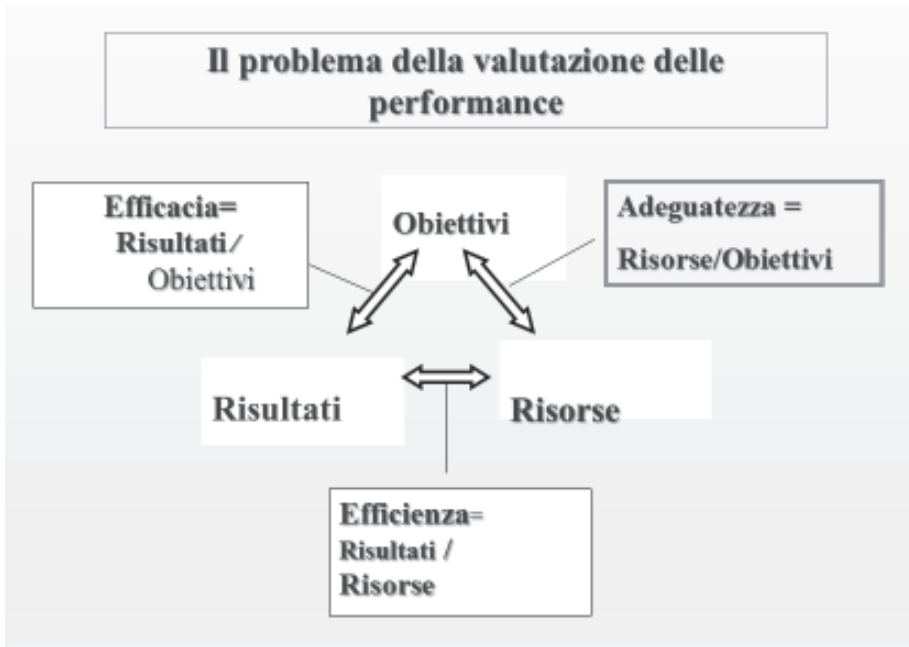 Il problema della valutazione delle
performance
Efficacia=
Risultati/
Obiettivi
Obiettivi
Adeguatezza =
Risorse/Obiettivi
Risultati
Risorse
Efficienza=
Risultati /
Risorse